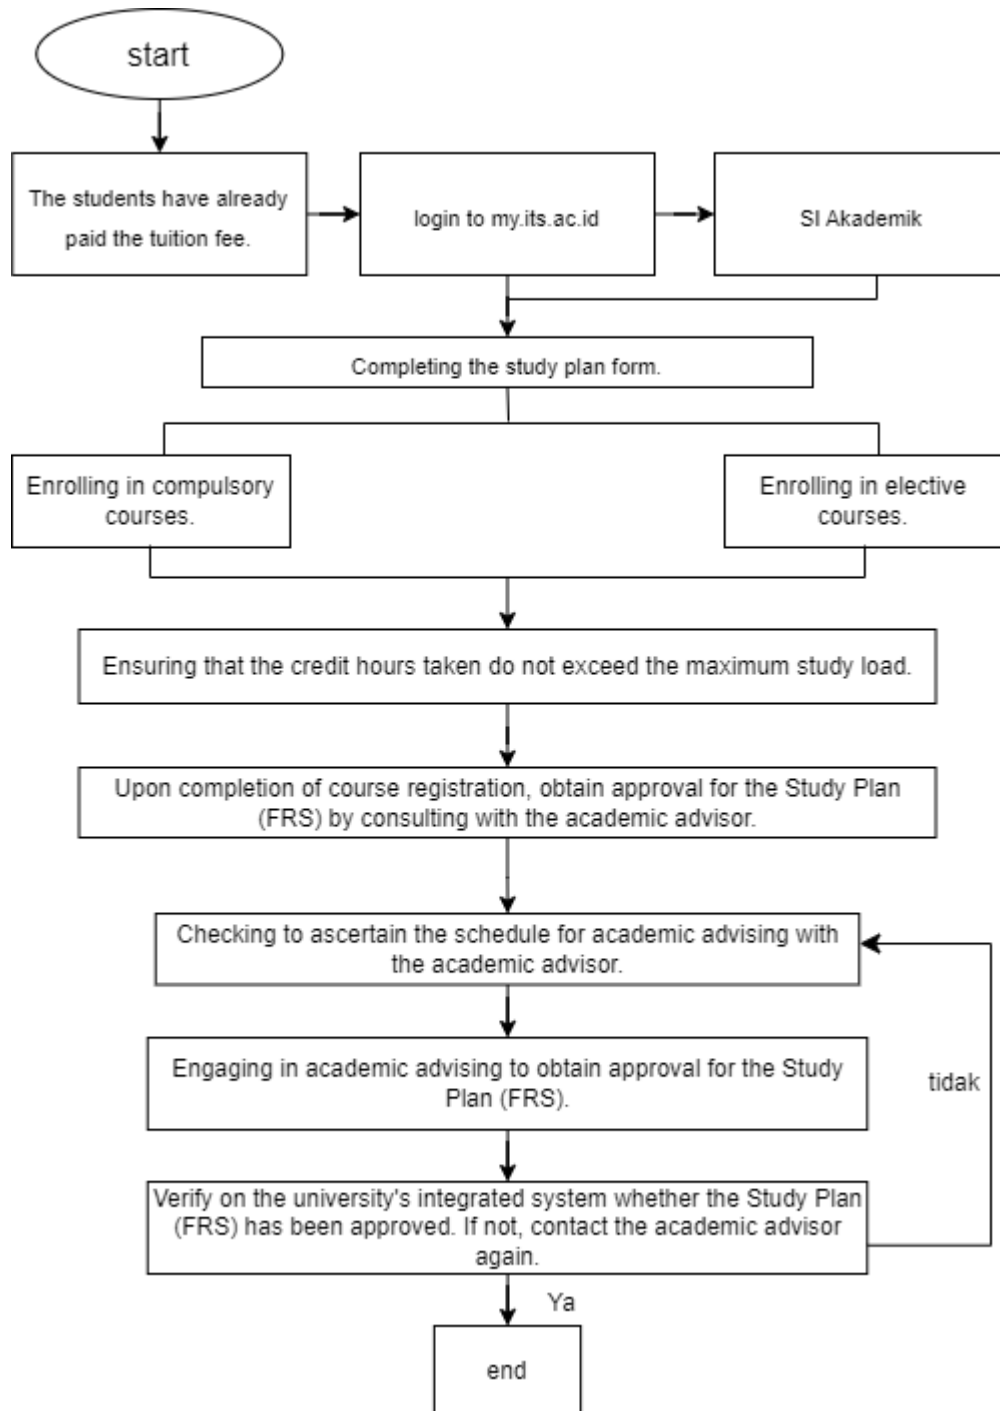 start
The students have already
paid the tuition fee.
login to my.its.ac.id
SI Akademik
Completing the study plan form.
Enrolling in compulsory
courses.
Enrolling in elective
courses.
Ensuring that the credit hours taken do not exceed the maximum study load.
Upon completion of course registration, obtain approval for the Study Plan
(FRS) by consulting with the academic advisor.
Checking to ascertain the schedule for academic advising with
the academic advisor.
Engaging in academic advising to obtain approval for the Study
Plan (FRS).
tidak
Verify on the university's integrated system whether the Study Plan
(FRS) has been approved. If not, contact the academic advisor
again.
Ya
end